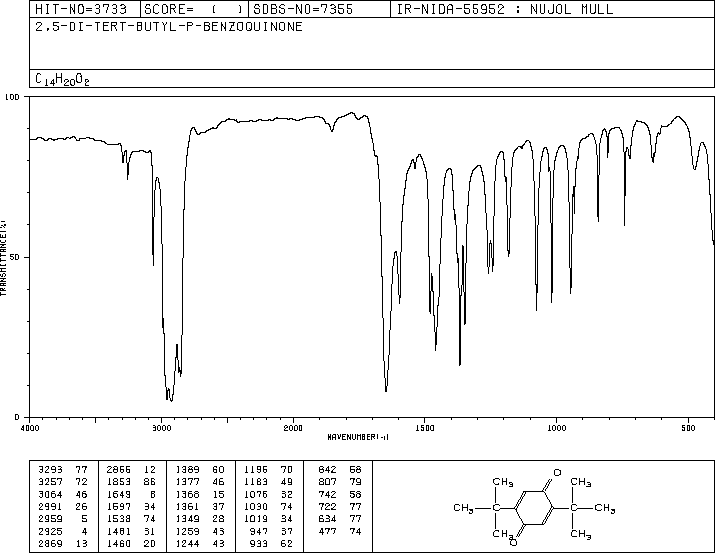 HIT-NO=3733 SCORE= ( ) SDBS-NO=7355 IR-NIDA-55952 : NUJOL MULL
2,5-DI-TERT-BUTYL-P-BENZOQUINONE
C14H20O2
100
50
0
TRANSMITTANCE(%)
4000 3000 2000 1500 1000 500
WAVENUMBER(-1)
3293 77 2866 12 1389 60 1196 70 842 58
3257 72 1853 86 1377 46 1183 49 807 79
3064 46 1649 8 1368 15 1076 32 742 58
2991 26 1597 34 1361 37 1030 74 722 77
2959 5 1538 74 1349 28 1019 34 634 77
2925 4 1481 31 1259 43 947 37 477 74
2869 13 1460 20 1244 43 933 62
O
CH3 CH3
CH3 C C CH3
CH3 CH3
O